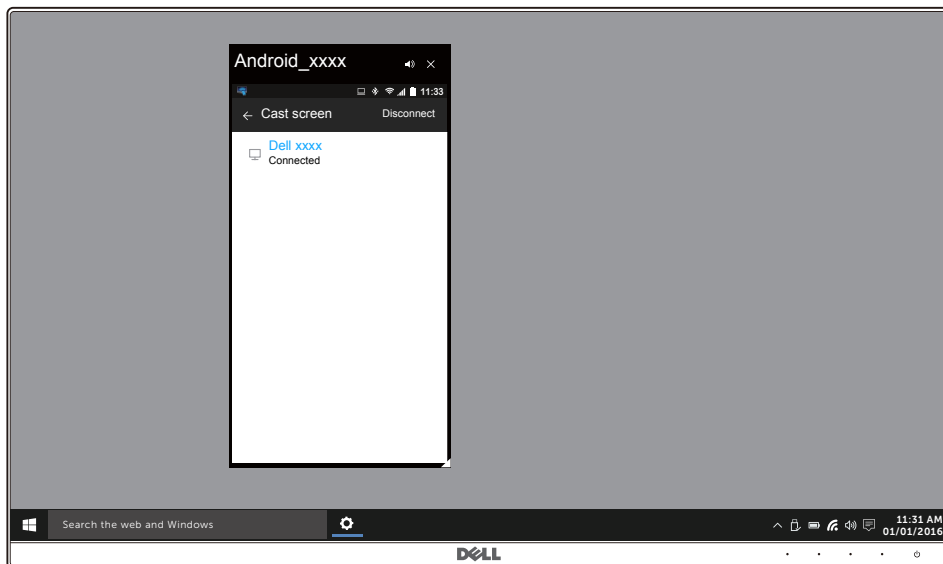 Android_xxxx
11:33
Cast screen Disconnect
Dell xxxx
Connected
Search the web and Windows
11:31 AM
01/01/2016
DELL